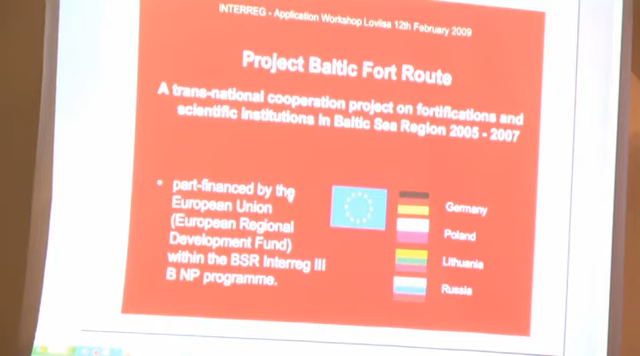 INTERREG - Application Workshop Lovisa 12th February 2009
Project Baltic Fort Route
A trans-national cooperation project on fortifications and
scientific institutions in Baltic Sea Region 2005 - 2007
• part-financed by the
European Union
(European Regional
Development Fund)
within the BSR Interreg III
B NP programme.
Germany
Poland
Lithuania
Russia